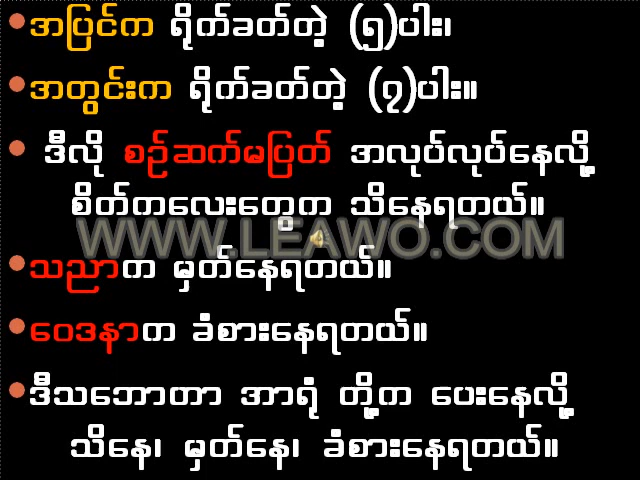 အပြင်က ရိုက်ခတ်တဲ့ (၅)ပါး၊
အတွင်းက ရိုက်ခတ်တဲ့ (၇)ပါး။
ဒီလို စဉ်ဆက်မပြတ် အလုပ်လုပ်နေလို့
စိတ်ကလေးတွေက သိနေရတယ်။
WWW.LEAWO.COM
သညာက မှတ်နေရတယ်။
ဝေဒနာက ခံစားနေရတယ်။
ဒီသဘောတာ အာရုံ တို့က ပေးနေလို့
သိနေ၊ မှတ်နေ၊ ခံစားနေရတယ်။